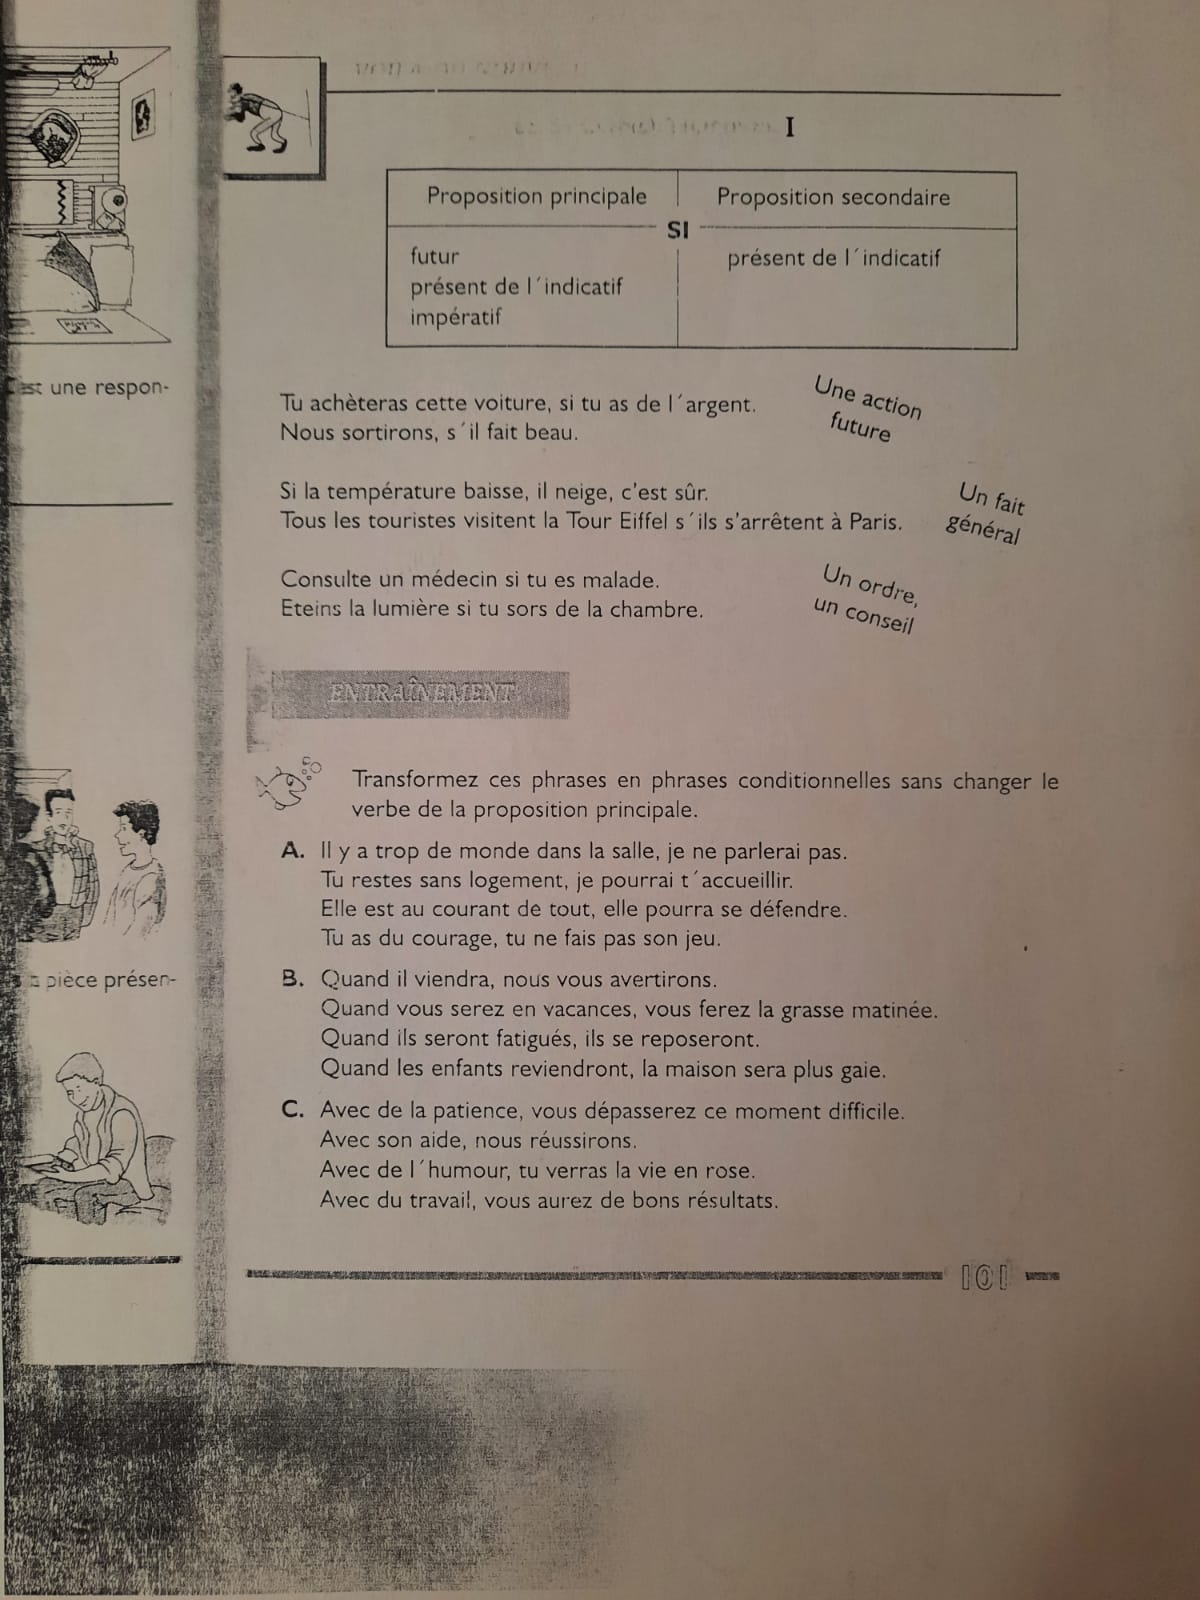 I
Proposition principale
Proposition secondaire
SI
futur
présent de l´indicatif
présent de l´indicatif
impératif
est une respon-
Tu achèteras cette voiture, si tu as de l´argent.
Nous sortirons, s´il fait beau.
Une action
future
Si la température baisse, il neige, c'est sûr.
Tous les touristes visitent la Tour Eiffel s´ils s'arrêtent à Paris.
Un fait
général
Consulte un médecin si tu es malade.
Eteins la lumière si tu sors de la chambre.
Un ordre,
un conseil
ENTRAÎNEMENT
Transformez ces phrases en phrases conditionnelles sans changer le
verbe de la proposition principale.
A. Il y a trop de monde dans la salle, je ne parlerai pas.
Tu restes sans logement, je pourrai t´accueillir.
Elle est au courant de tout, elle pourra se défendre.
Tu as du courage, tu ne fais pas son jeu.
pièce présen-
B. Quand il viendra, nous vous avertirons.
Quand vous serez en vacances, vous ferez la grasse matinée.
Quand ils seront fatigués, ils se reposeront.
Quand les enfants reviendront, la maison sera plus gaie.
C. Avec de la patience, vous dépasserez ce moment difficile.
Avec son aide, nous réussirons.
Avec de l´humour, tu verras la vie en rose.
Avec du travail, vous aurez de bons résultats.
101